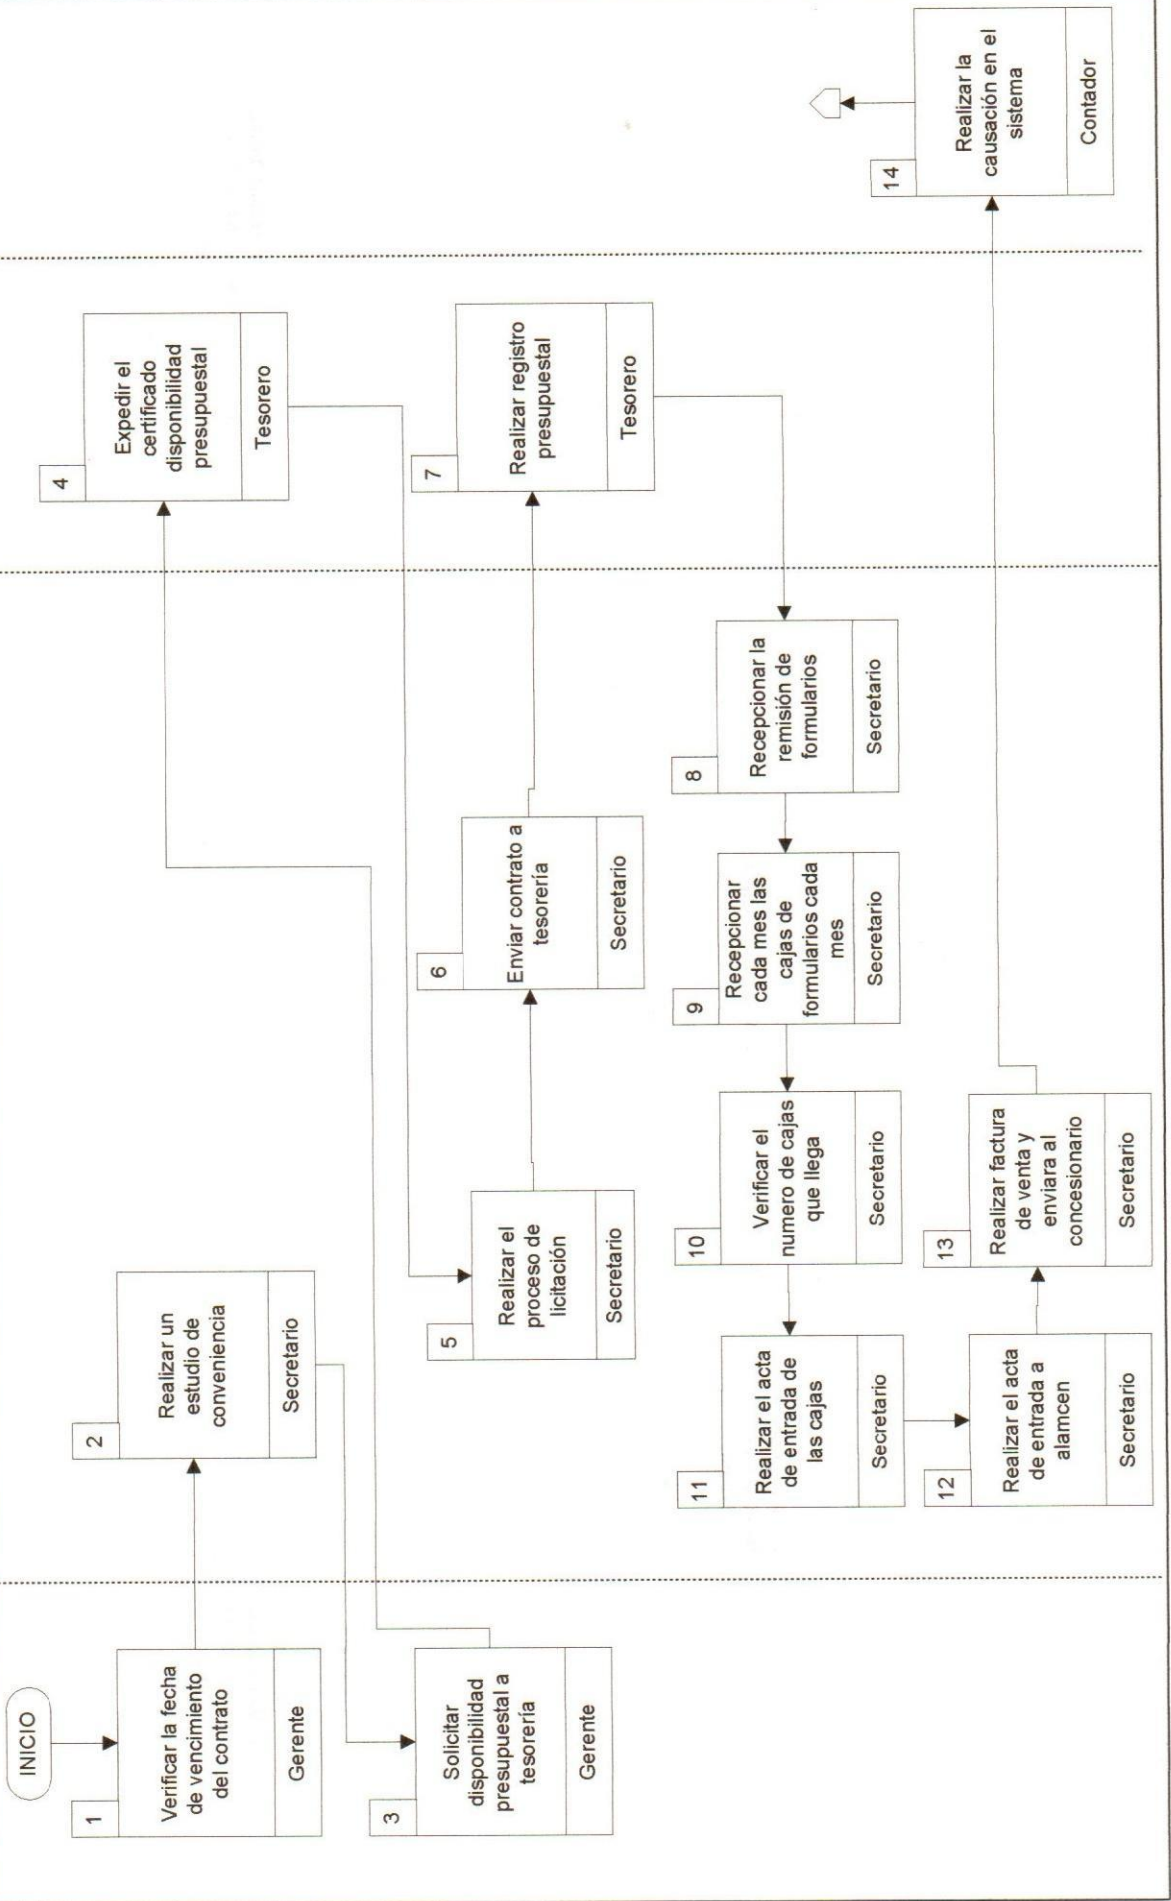 INICIO
1
Verificar la fecha
de vencimiento
del contrato
Gerente
2
Realizar un
estudio de
conveniencia
Secretario
3
Solicitar
disponibilidad
presupuestal a
tesorería
Gerente
4
Expedir el
certificado
disponibilidad
presupuestal
Tesorero
5
Realizar el
proceso de
licitación
Secretario
6
Enviar contrato a
tesorería
Secretario
7
Realizar registro
presupuestal
Tesorero
8
Recepcionar la
remisión de
formularios
Secretario
9
Recepcionar
cada mes las
cajas de
formularios cada
mes
Secretario
10
Verificar el
numero de cajas
que llega
Secretario
11
Realizar el acta
de entrada de
las cajas
Secretario
12
Realizar el acta
de entrada a
alamcen
Secretario
13
Realizar factura
de venta y
enviara al
concesionario
Secretario
14
Realizar la
causación en el
sistema
Contador